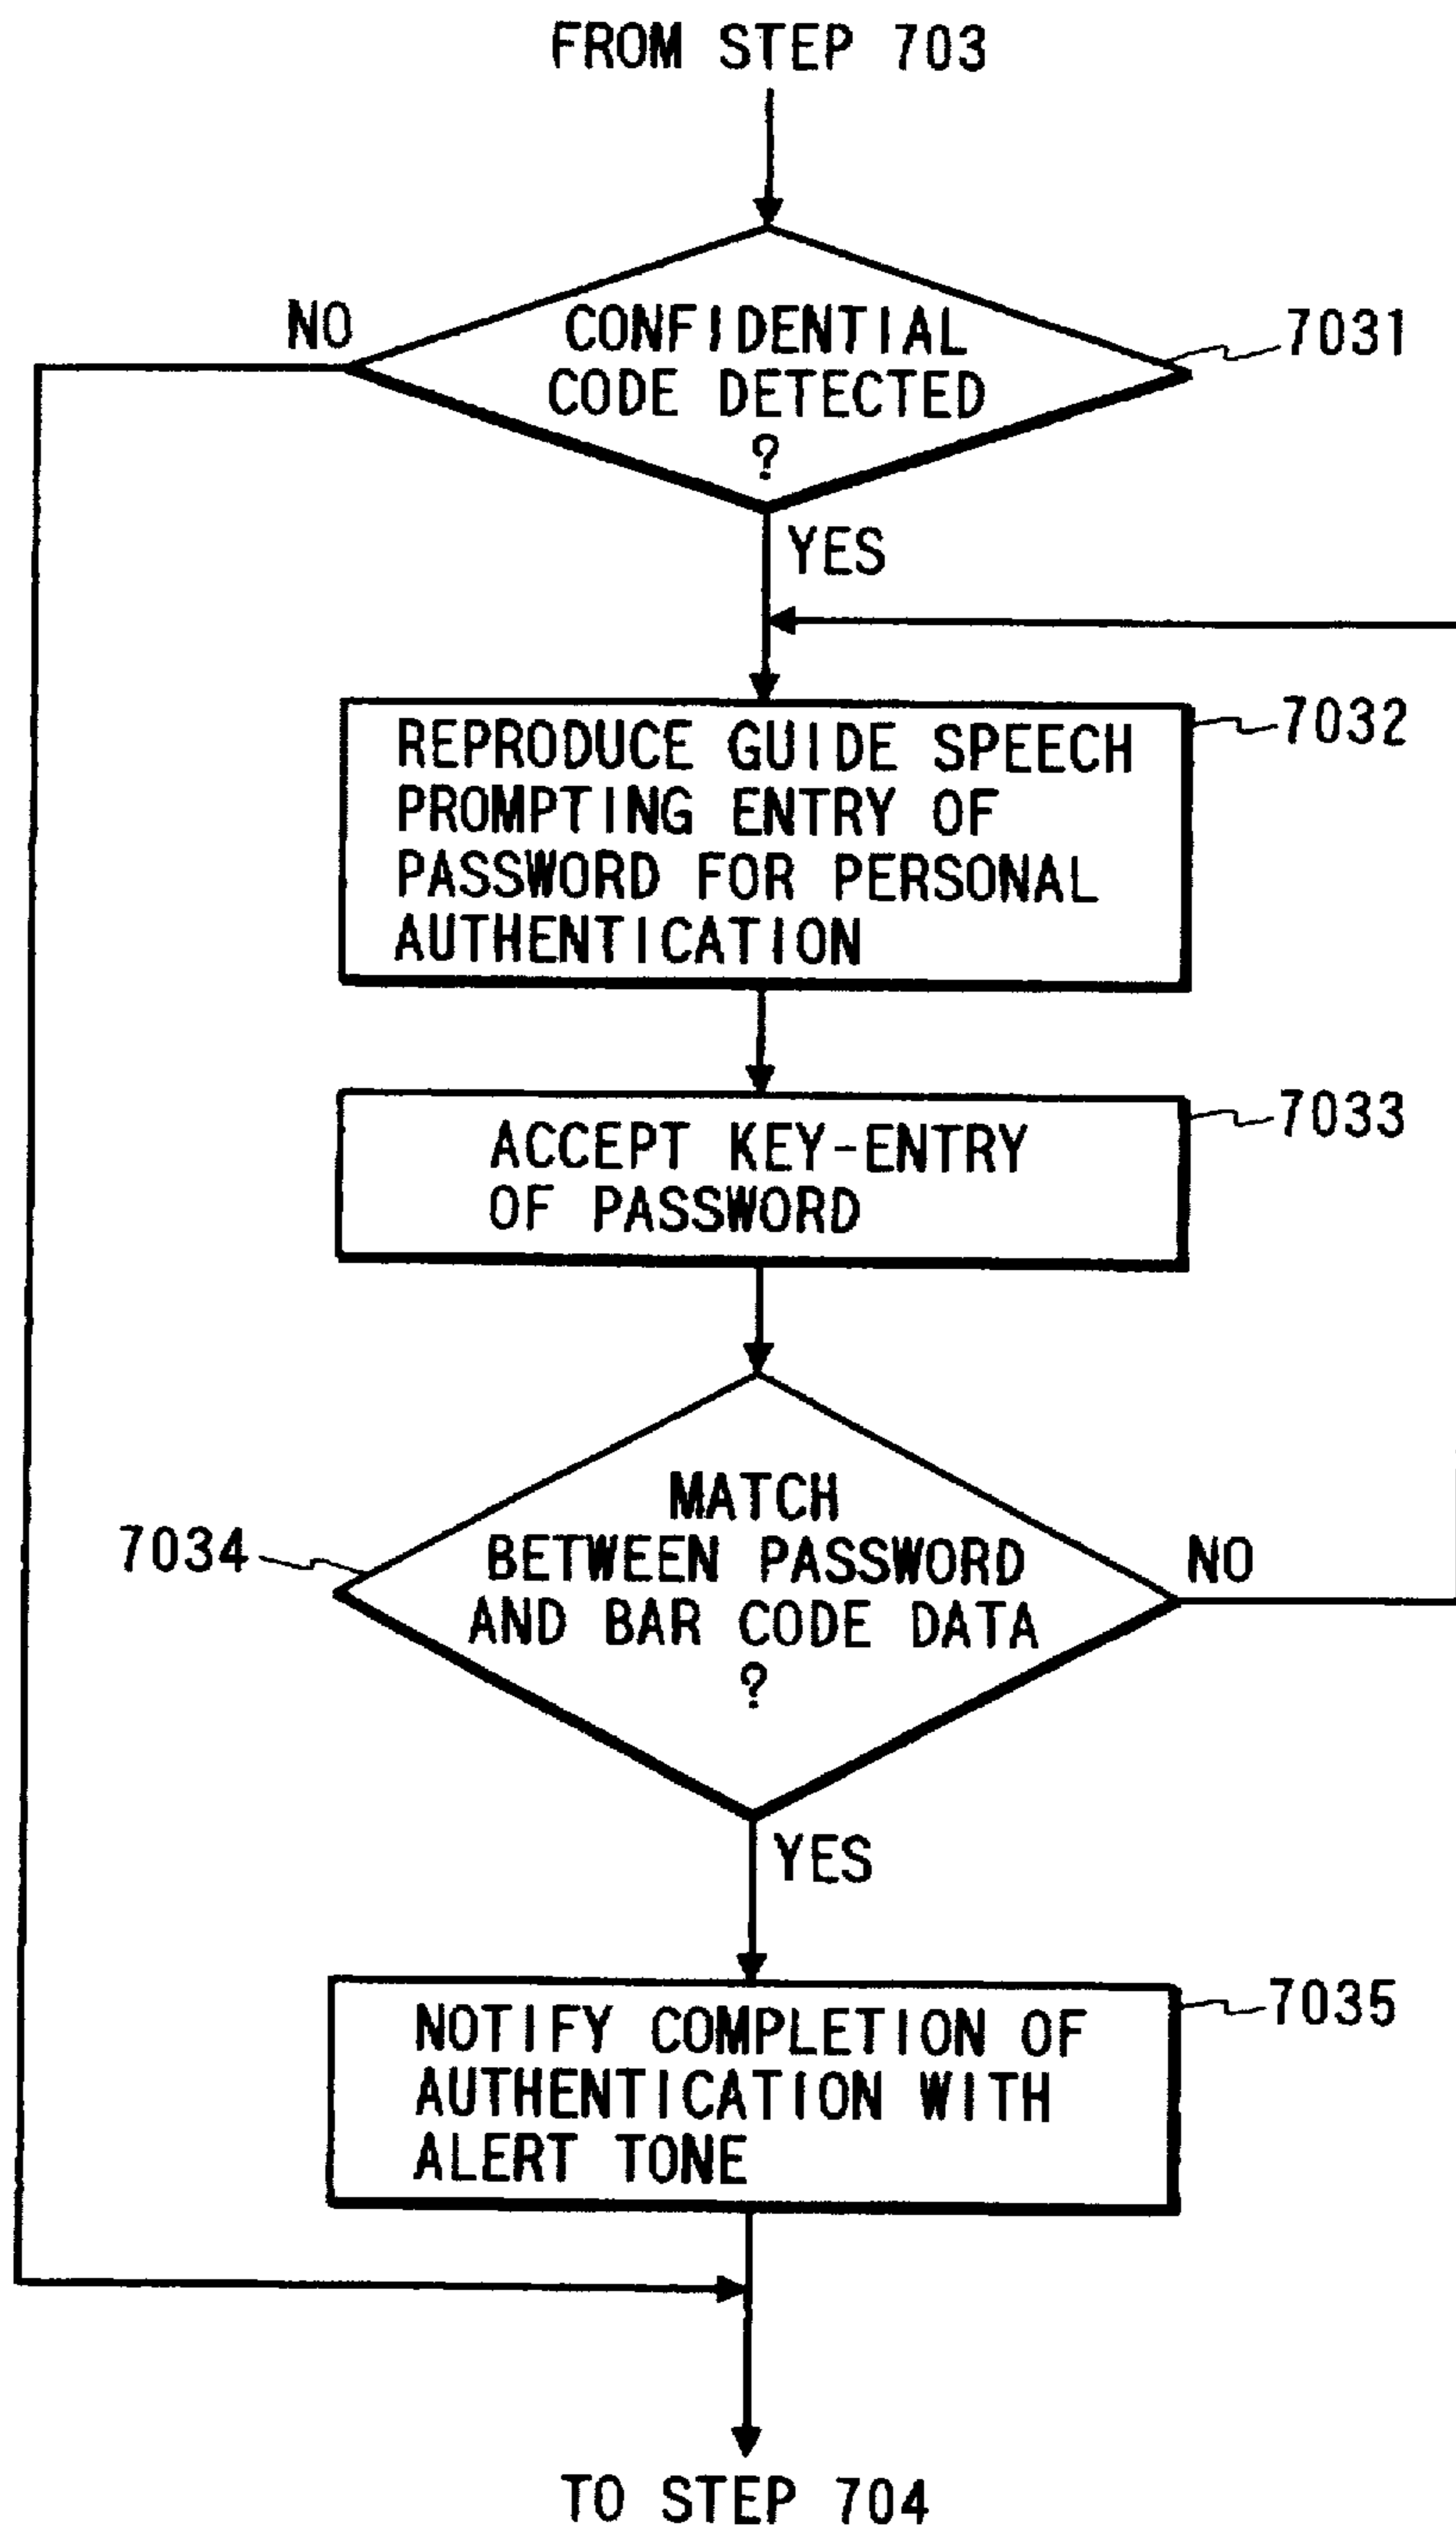 FROM STEP 703
NO
CONFIDENTIAL
CODE DETECTED
?
7031
YES
REPRODUCE GUIDE SPEECH
PROMPTING ENTRY OF
PASSWORD FOR PERSONAL
AUTHENTICATION
7032
ACCEPT KEY-ENTRY
OF PASSWORD
7033
MATCH
BETWEEN PASSWORD
AND BAR CODE DATA
?
7034
NO
YES
NOTIFY COMPLETION OF
AUTHENTICATION WITH
ALERT TONE
7035
TO STEP 704